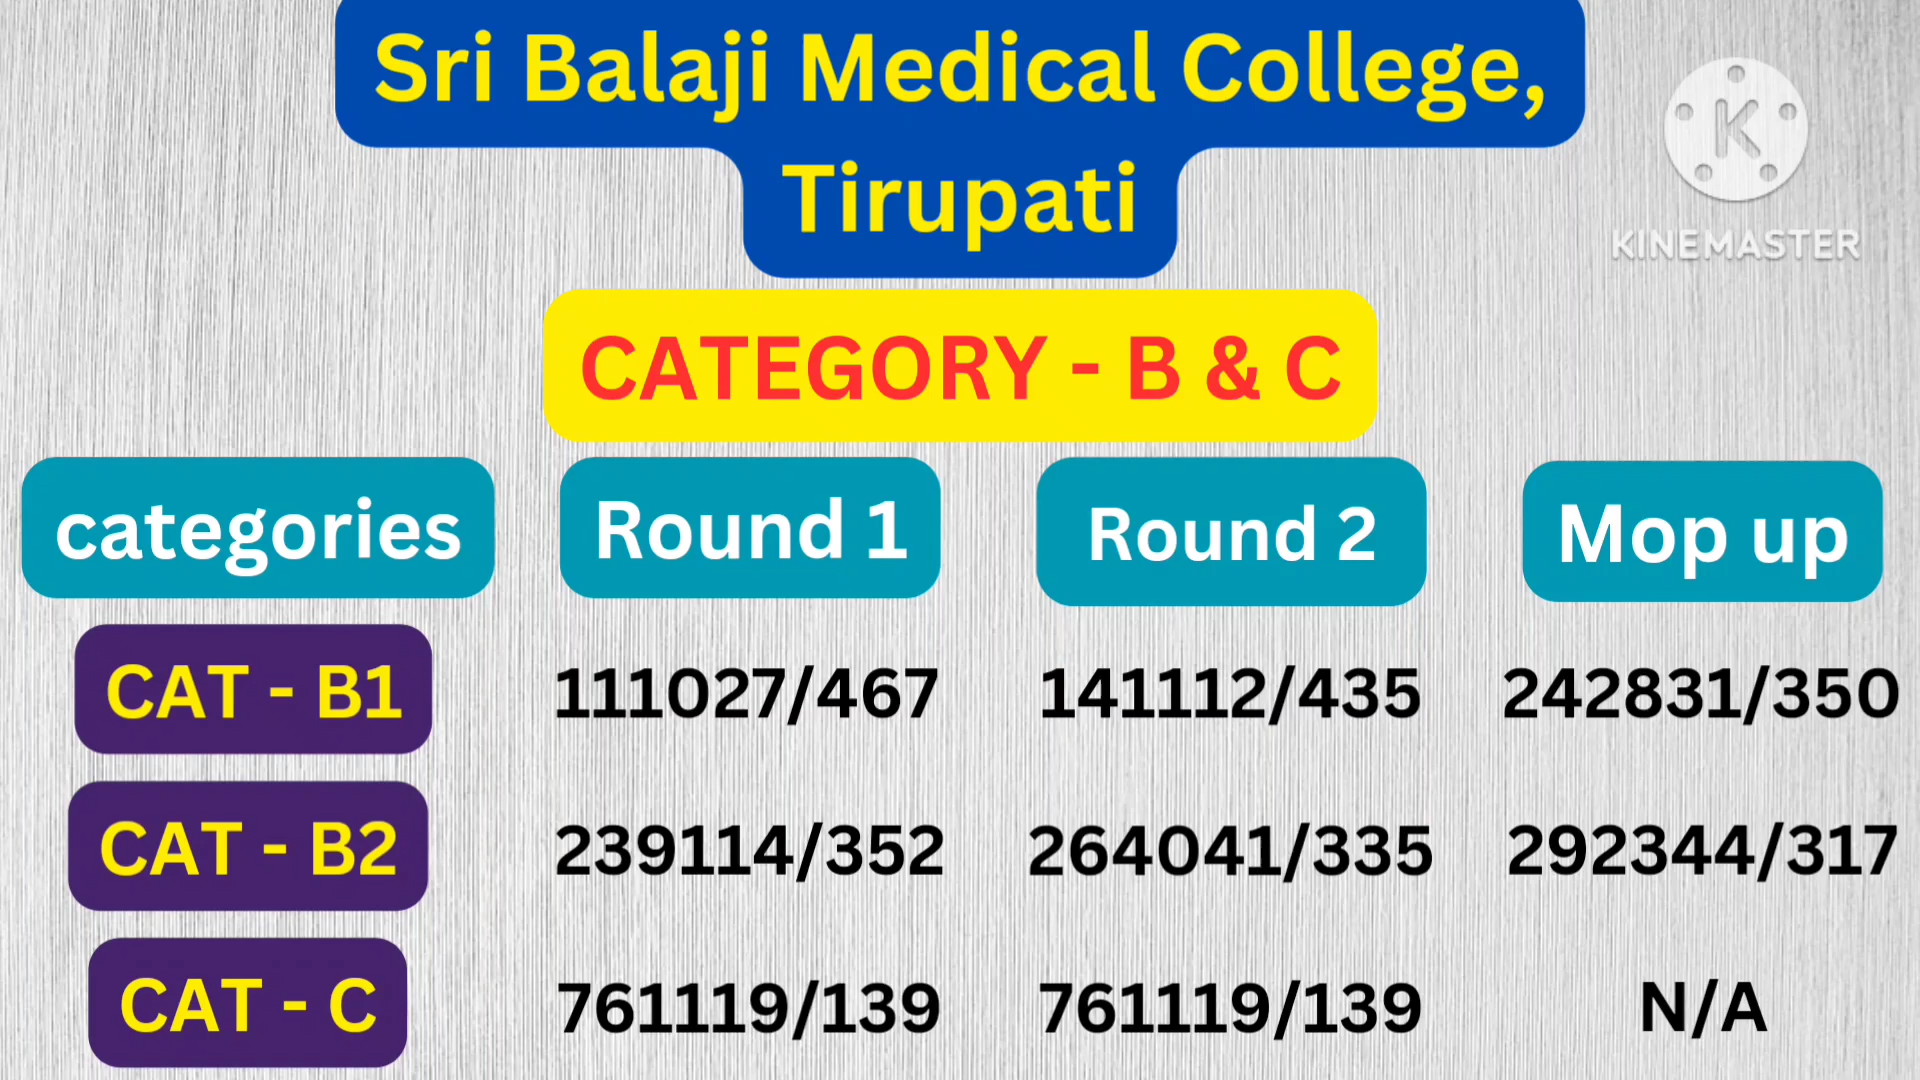 Sri Balaji Medical College,
Tirupati
K
KINEMASTER
CATEGORY - B & C
categories Round 1 Round 2 Mop up
CAT - B1 111027/467 141112/435 242831/350
CAT - B2 239114/352 264041/335 292344/317
CAT - C 761119/139 761119/139 N/A